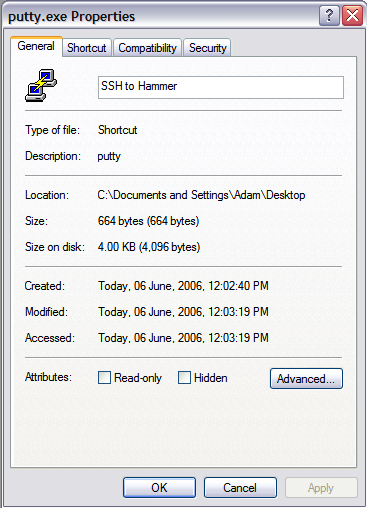 putty.exe Properties
General Shortcut Compatibility Security
SSH to Hammer
Type of file: Shortcut
Description: putty
Location: C:\Documents and Settings\Adam\Desktop
Size: 664 bytes (664 bytes)
Size on disk: 4.00 KB (4,096 bytes)
Created: Today, 06 June, 2006, 12:02:40 PM
Modified: Today, 06 June, 2006, 12:03:19 PM
Accessed: Today, 06 June, 2006, 12:03:19 PM
Attributes: Read-only Hidden Advanced...
OK Cancel Apply